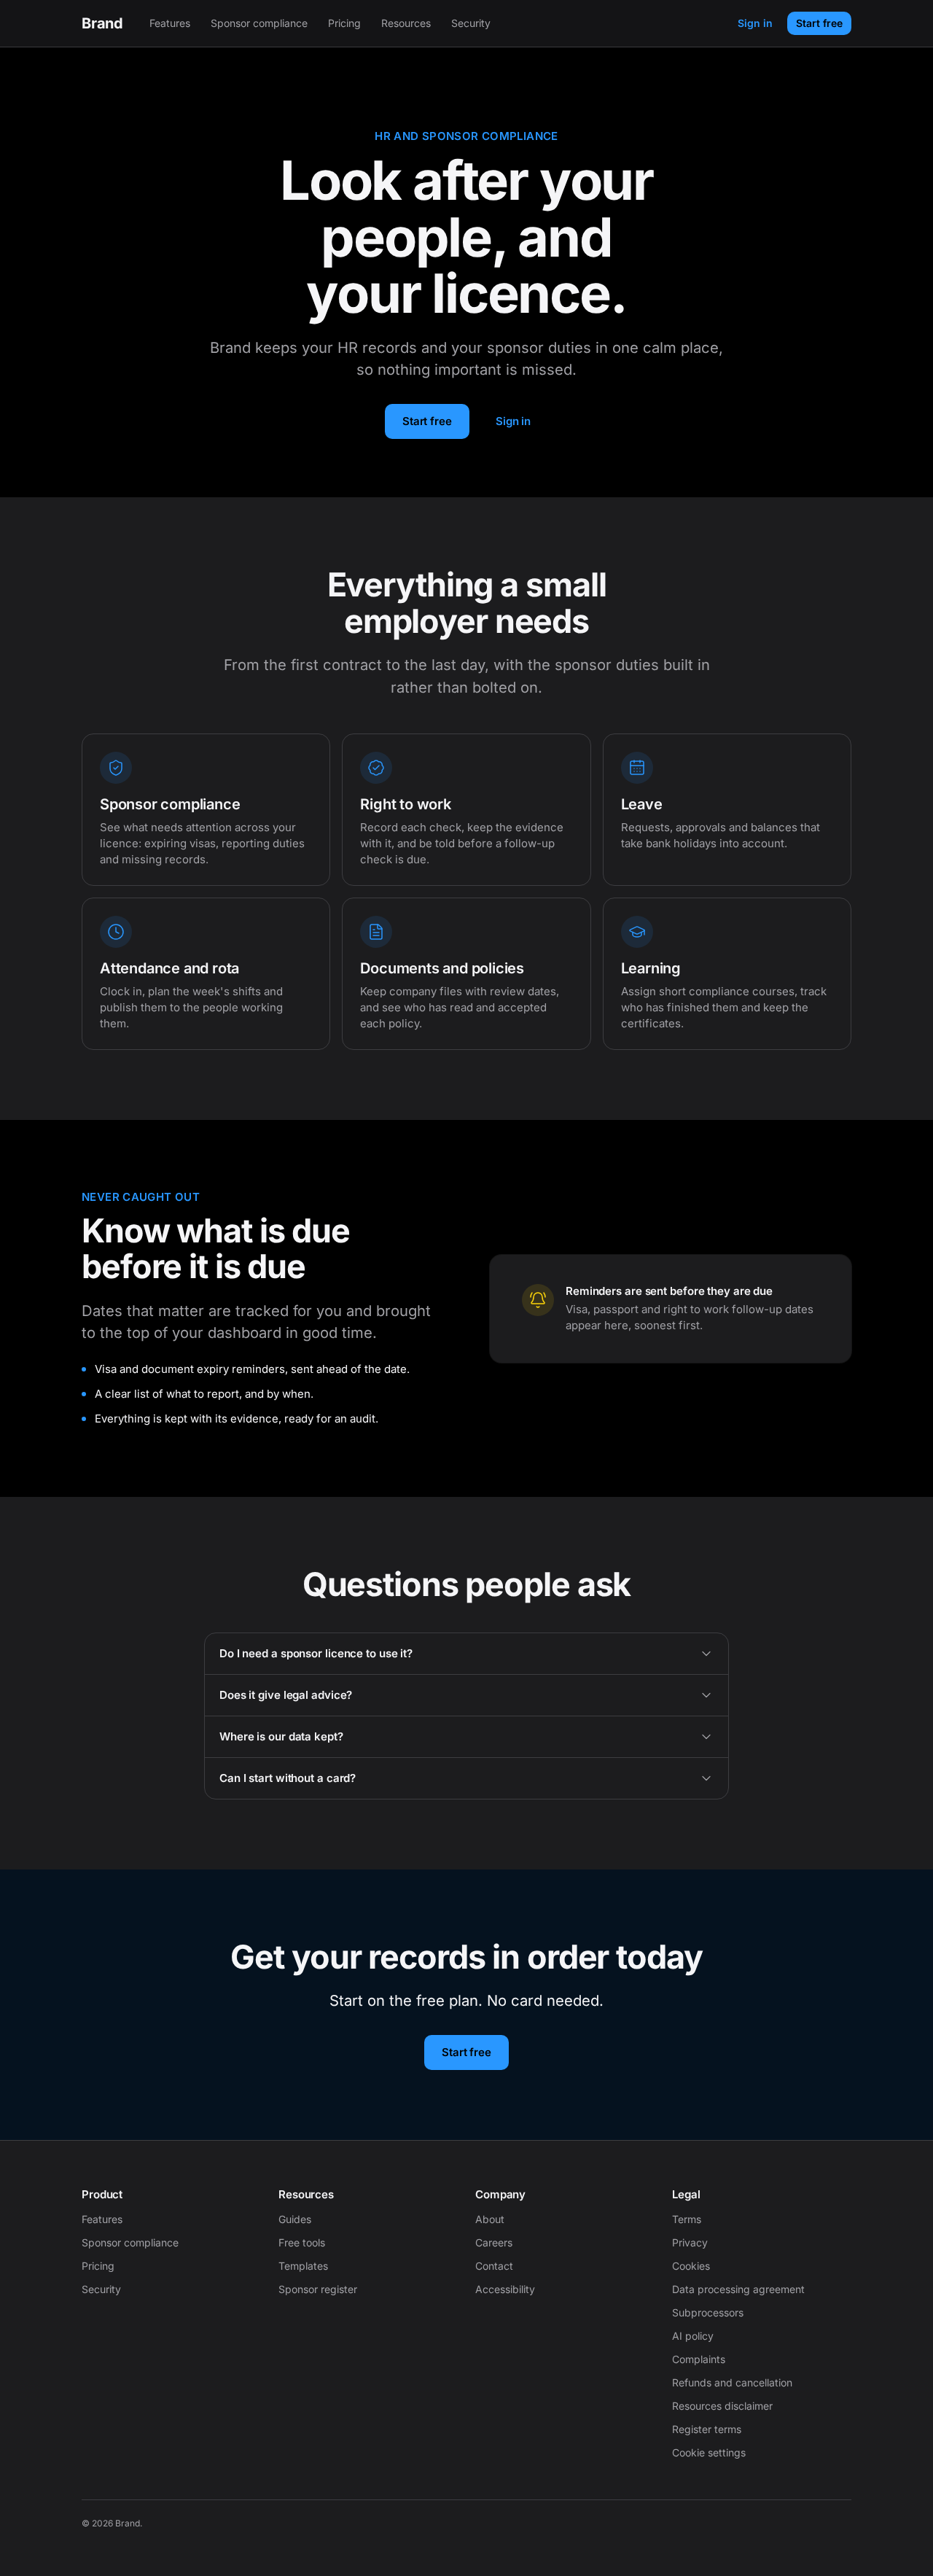 Brand
Features
Sponsor compliance
Pricing
Resources
Security
Sign in
Start free
HR AND SPONSOR COMPLIANCE
Look after your
people, and
your licence.
Brand keeps your HR records and your sponsor duties in one calm place,
so nothing important is missed.
Start free
Sign in
Everything a small
employer needs
From the first contract to the last day, with the sponsor duties built in
rather than bolted on.
Sponsor compliance
See what needs attention across your
licence: expiring visas, reporting duties
and missing records.
Right to work
Record each check, keep the evidence
with it, and be told before a follow-up
check is due.
Leave
Requests, approvals and balances that
take bank holidays into account.
Attendance and rota
Clock in, plan the week's shifts and
publish them to the people working
them.
Documents and policies
Keep company files with review dates,
and see who has read and accepted
each policy.
Learning
Assign short compliance courses, track
who has finished them and keep the
certificates.
NEVER CAUGHT OUT
Know what is due
before it is due
Dates that matter are tracked for you and brought
to the top of your dashboard in good time.
Visa and document expiry reminders, sent ahead of the date.
A clear list of what to report, and by when.
Everything is kept with its evidence, ready for an audit.
Reminders are sent before they are due
Visa, passport and right to work follow-up dates
appear here, soonest first.
Questions people ask
Do I need a sponsor licence to use it?
Does it give legal advice?
Where is our data kept?
Can I start without a card?
Get your records in order today
Start on the free plan. No card needed.
Start free
Product
Features
Sponsor compliance
Pricing
Security
Resources
Guides
Free tools
Templates
Sponsor register
Company
About
Careers
Contact
Accessibility
Legal
Terms
Privacy
Cookies
Data processing agreement
Subprocessors
AI policy
Complaints
Refunds and cancellation
Resources disclaimer
Register terms
Cookie settings
© 2026 Brand.